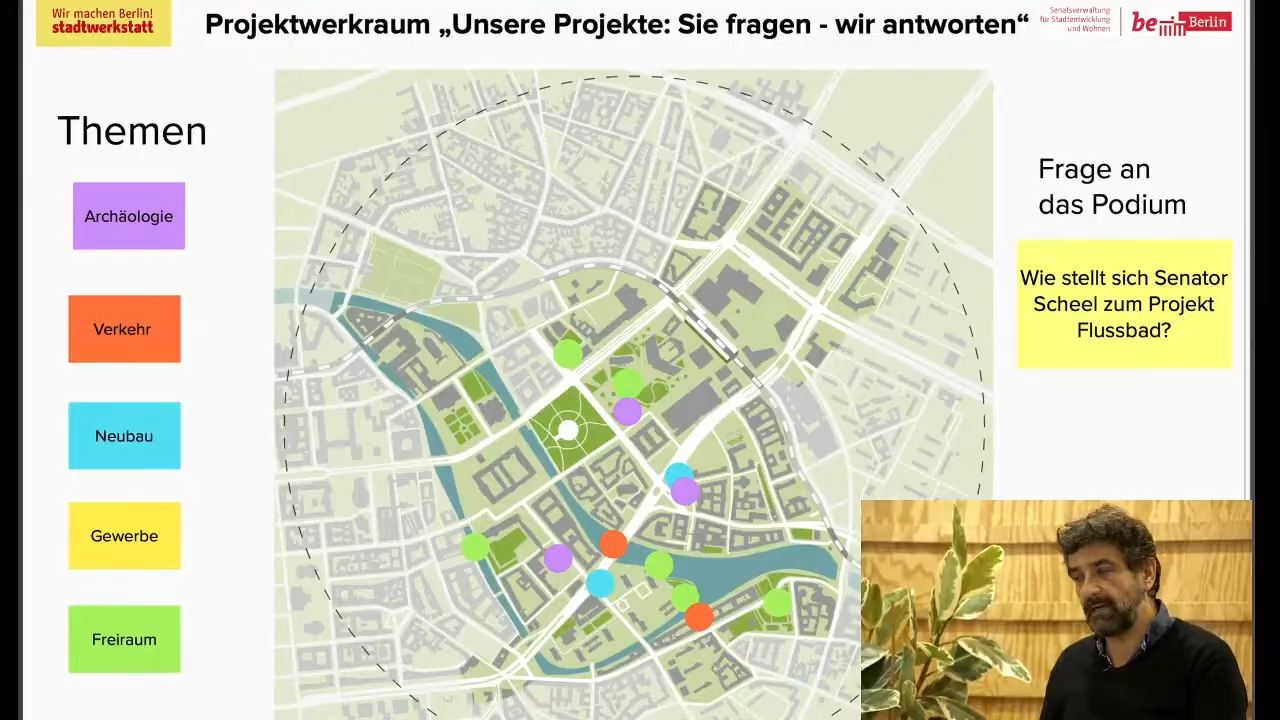 Wir machen Berlin!
stadtwerkstatt
Projektwerkraum „Unsere Projekte: Sie fragen - wir antworten“
Senatsverwaltung
für Stadtentwicklung
und Wohnen
be Berlin
Themen
Archäologie
Verkehr
Neubau
Gewerbe
Freiraum
Frage an
das Podium
Wie stellt sich Senator
Scheel zum Projekt
Flussbad?